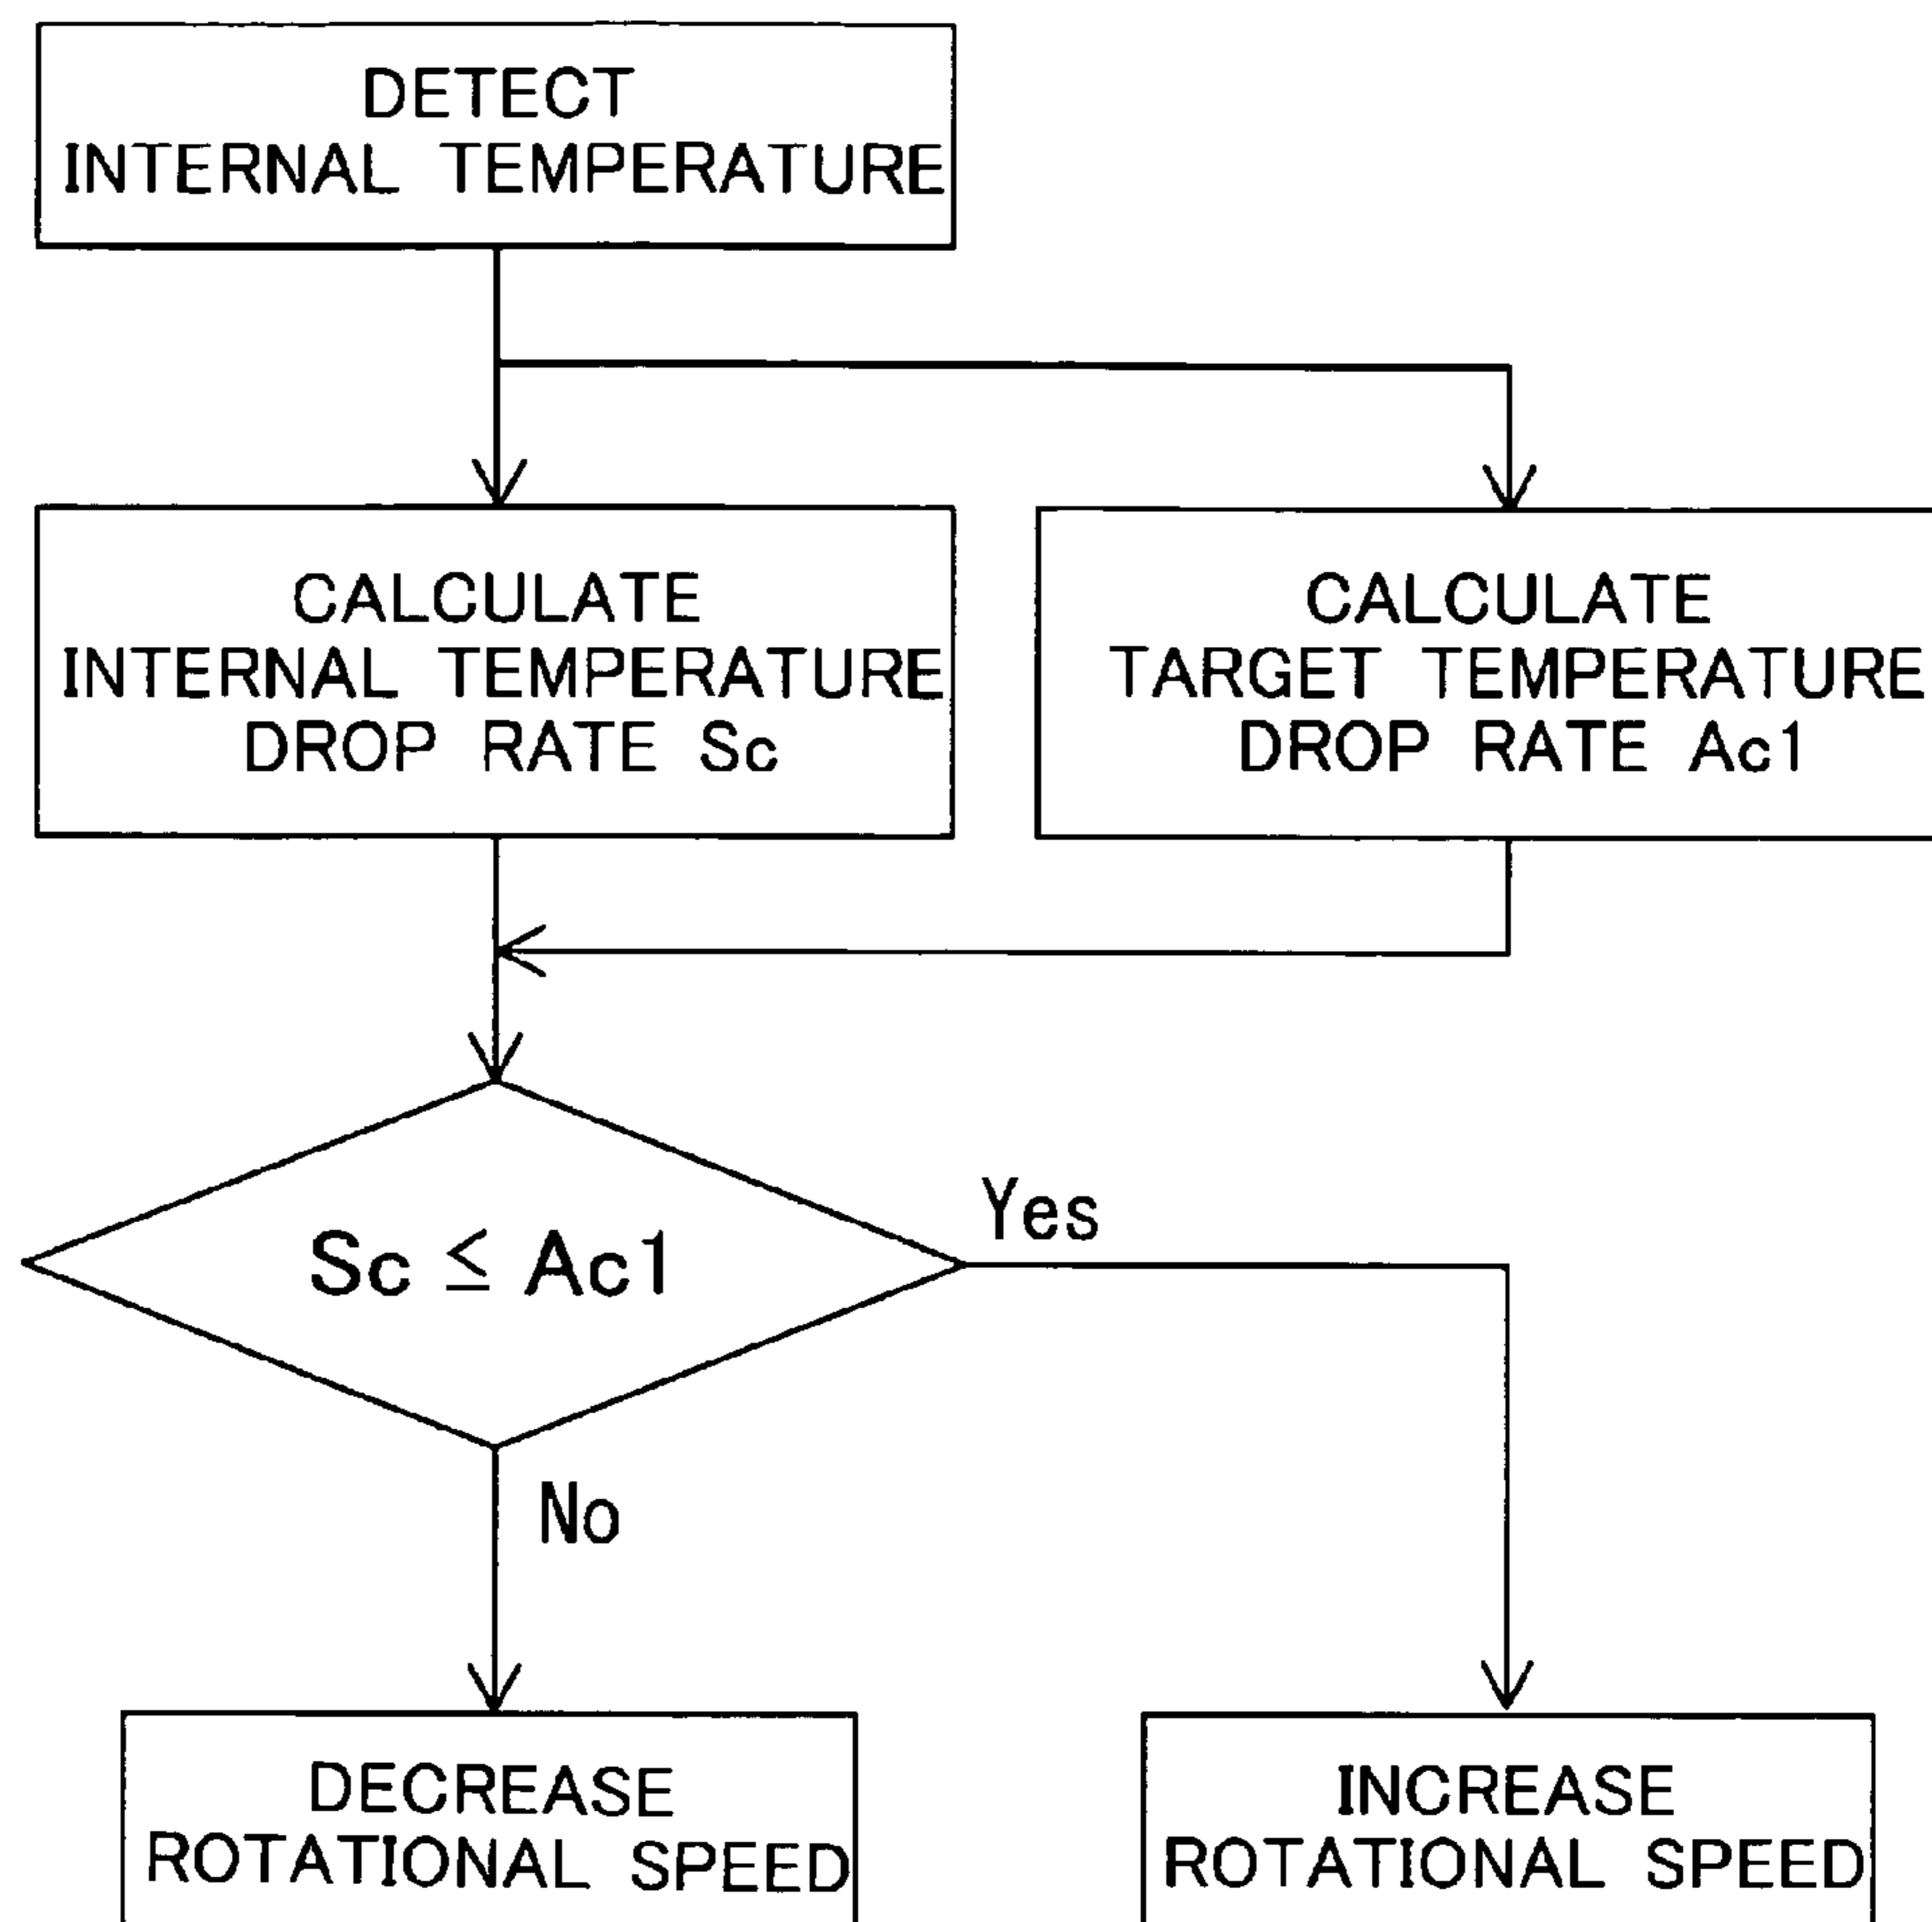 DETECT
INTERNAL TEMPERATURE
CALCULATE
INTERNAL TEMPERATURE
DROP RATE Sc
CALCULATE
TARGET TEMPERATURE
DROP RATE Ac1
Sc ≤ Ac1
Yes
No
DECREASE
ROTATIONAL SPEED
INCREASE
ROTATIONAL SPEED